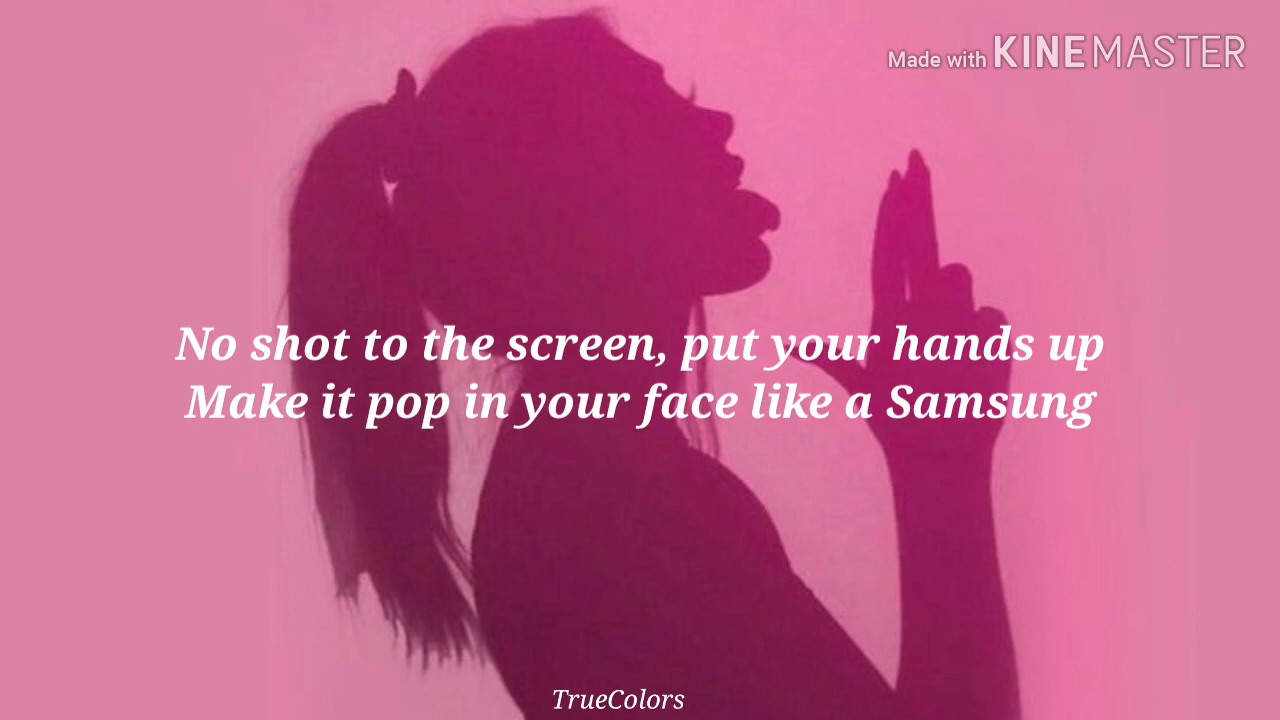 Made with KINEMASTER
No shot to the screen, put your hands up
Make it pop in your face like a Samsung
TrueColors